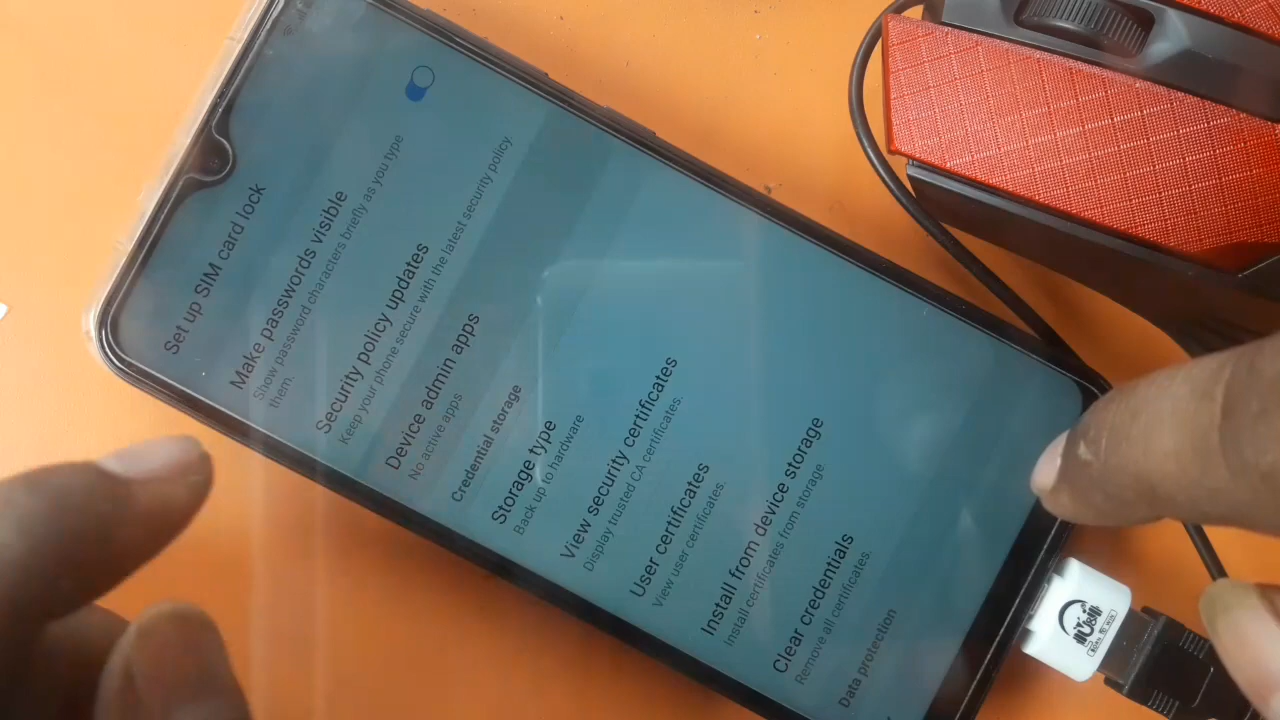 Set up SIM card lock
Make passwords visible
Show password characters briefly as you type
them.
Security policy updates
Keep your phone secure with the latest security policy.
Device admin apps
No active apps
Credential storage
Storage type
Back up to hardware
View security certificates
Display trusted CA certificates.
User certificates
View user certificates.
Install from device storage
Install certificates from storage.
Clear credentials
Remove all certificates.
Data protection